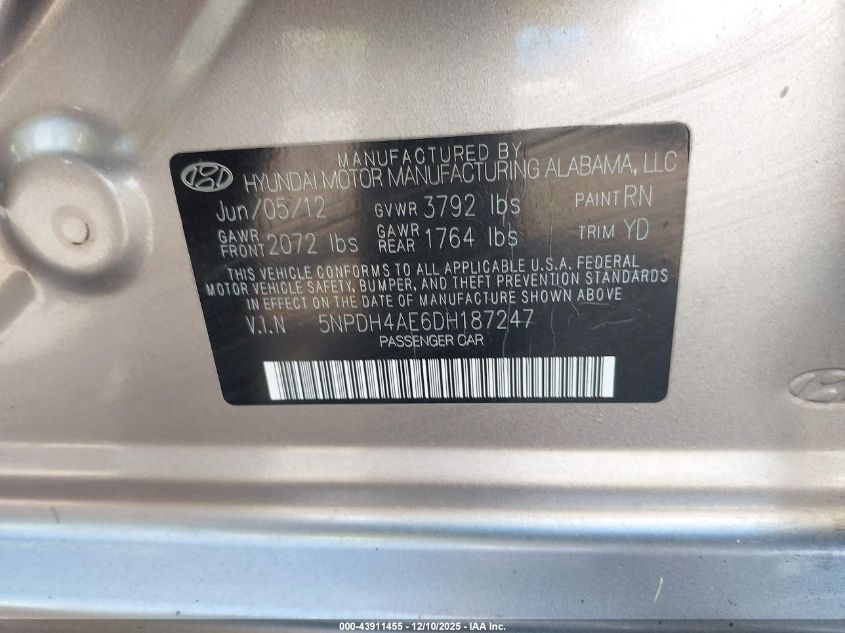 MANUFACTURED BY
HYUNDAI MOTOR MANUFACTURING ALABAMA, LLC
Jun/05/12 GVWR 3792 lbs PAINT RN
GAWR FRONT 2072 lbs GAWR REAR 1764 lbs TRIM YD
THIS VEHICLE CONFORMS TO ALL APPLICABLE U.S.A. FEDERAL
MOTOR VEHICLE SAFETY, BUMPER, AND THEFT PREVENTION STANDARDS
IN EFFECT ON THE DATE OF MANUFACTURE SHOWN ABOVE
V.I.N 5NPDH4AE6DH187247
PASSENGER CAR
000-43911455 - 12/10/2025 - IAA Inc.